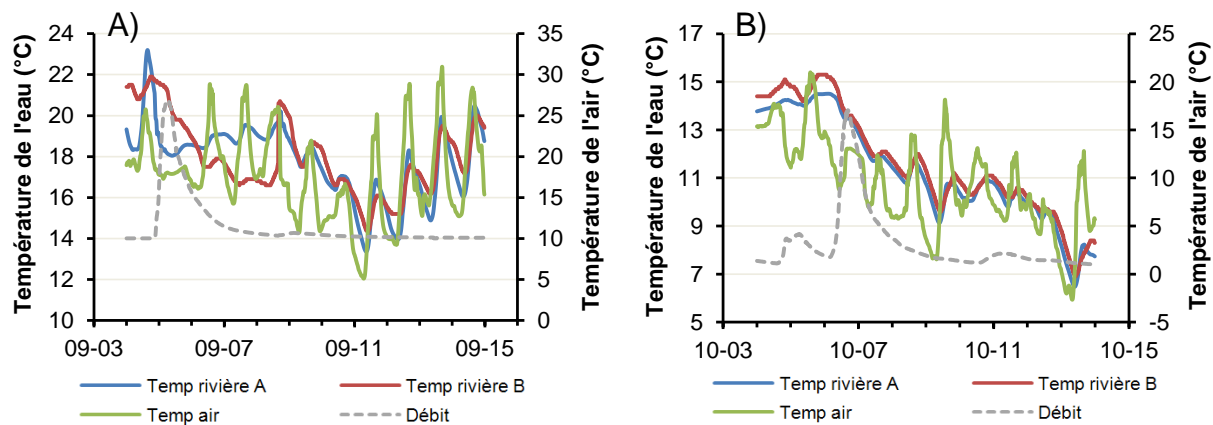 A)
Température de l'eau (°C)
24
22
20
18
16
14
12
10
35
30
25
20
15
10
5
0
Température de l'air (°C)
09-03
09-07
09-11
09-15
Temp rivière A
Temp rivière B
Temp air
Débit
B)
Température de l'eau (°C)
17
15
13
11
9
7
5
25
20
15
10
5
0
-5
Température de l'air (°C)
10-03
10-07
10-11
10-15
Temp rivière A
Temp rivière B
Temp air
Débit